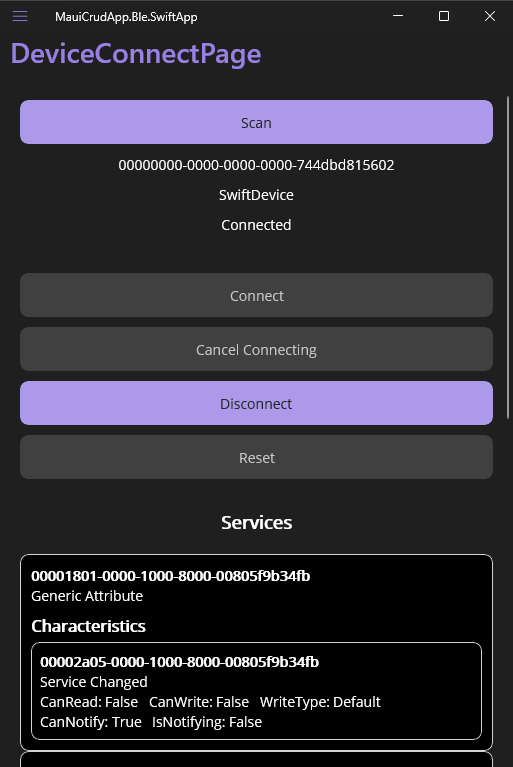 MauiCrudApp.Ble.SwiftApp
DeviceConnectPage
Scan
00000000-0000-0000-0000-744dbd815602
SwiftDevice
Connected
Connect
Cancel Connecting
Disconnect
Reset
Services
00001801-0000-1000-8000-00805f9b34fb
Generic Attribute
Characteristics
00002a05-0000-1000-8000-00805f9b34fb
Service Changed
CanRead: False CanWrite: False WriteType: Default
CanNotify: True IsNotifying: False